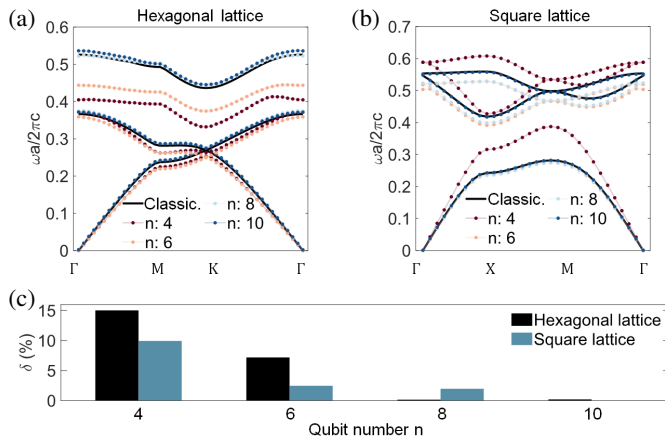 (a) Hexagonal lattice
0.6
0.5
0.4
0.3
0.2
0.1
0
ωa/2πc
Classic.
n: 4
n: 6
n: 8
n: 10
Γ M K Γ
(b) Square lattice
0.7
0.6
0.5
0.4
0.3
0.2
0.1
0
ωa/2πc
Classic.
n: 4
n: 6
n: 8
n: 10
Γ X M Γ
(c)
15
10
5
0
δ (%)
Hexagonal lattice
Square lattice
4 6 8 10
Qubit number n